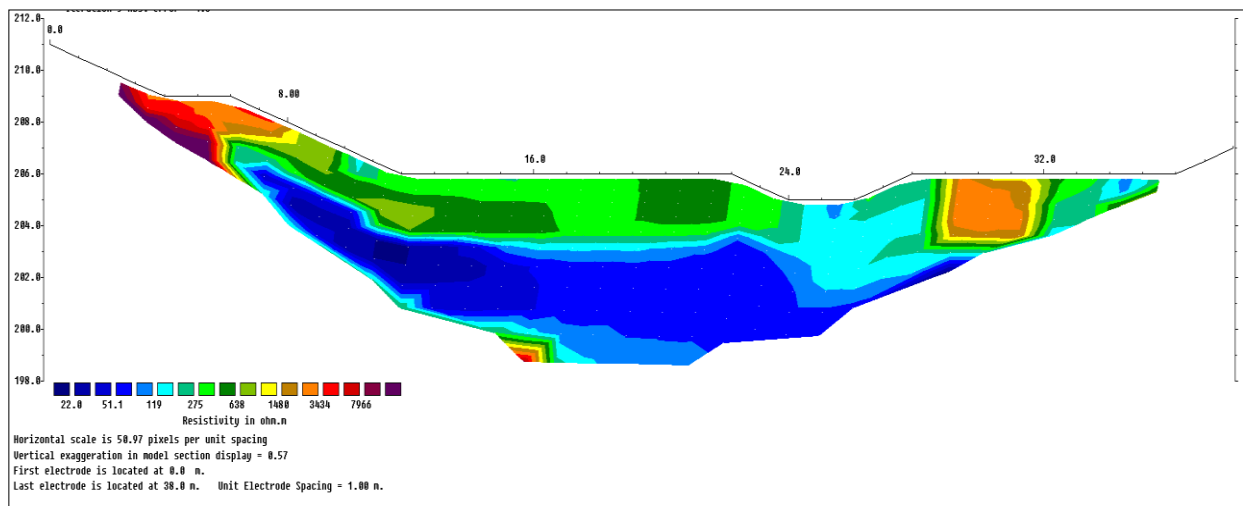 212.0
0.0
210.0
8.00
208.0
16.0
24.0
32.0
206.0
204.0
202.0
200.0
198.0
22.0 51.1 119 275 638 1480 3434 7966
Resistivity in ohm.m
Horizontal scale is 50.97 pixels per unit spacing
Vertical exaggeration in model section display = 0.57
First electrode is located at 0.0 m.
Last electrode is located at 38.0 m. Unit Electrode Spacing = 1.00 m.